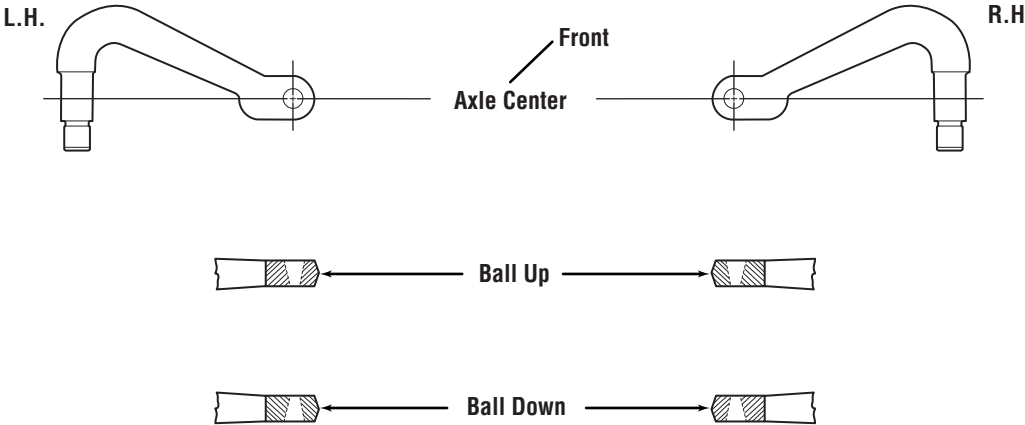 L.H.
R.H
Front
Axle Center
Ball Up
Ball Down